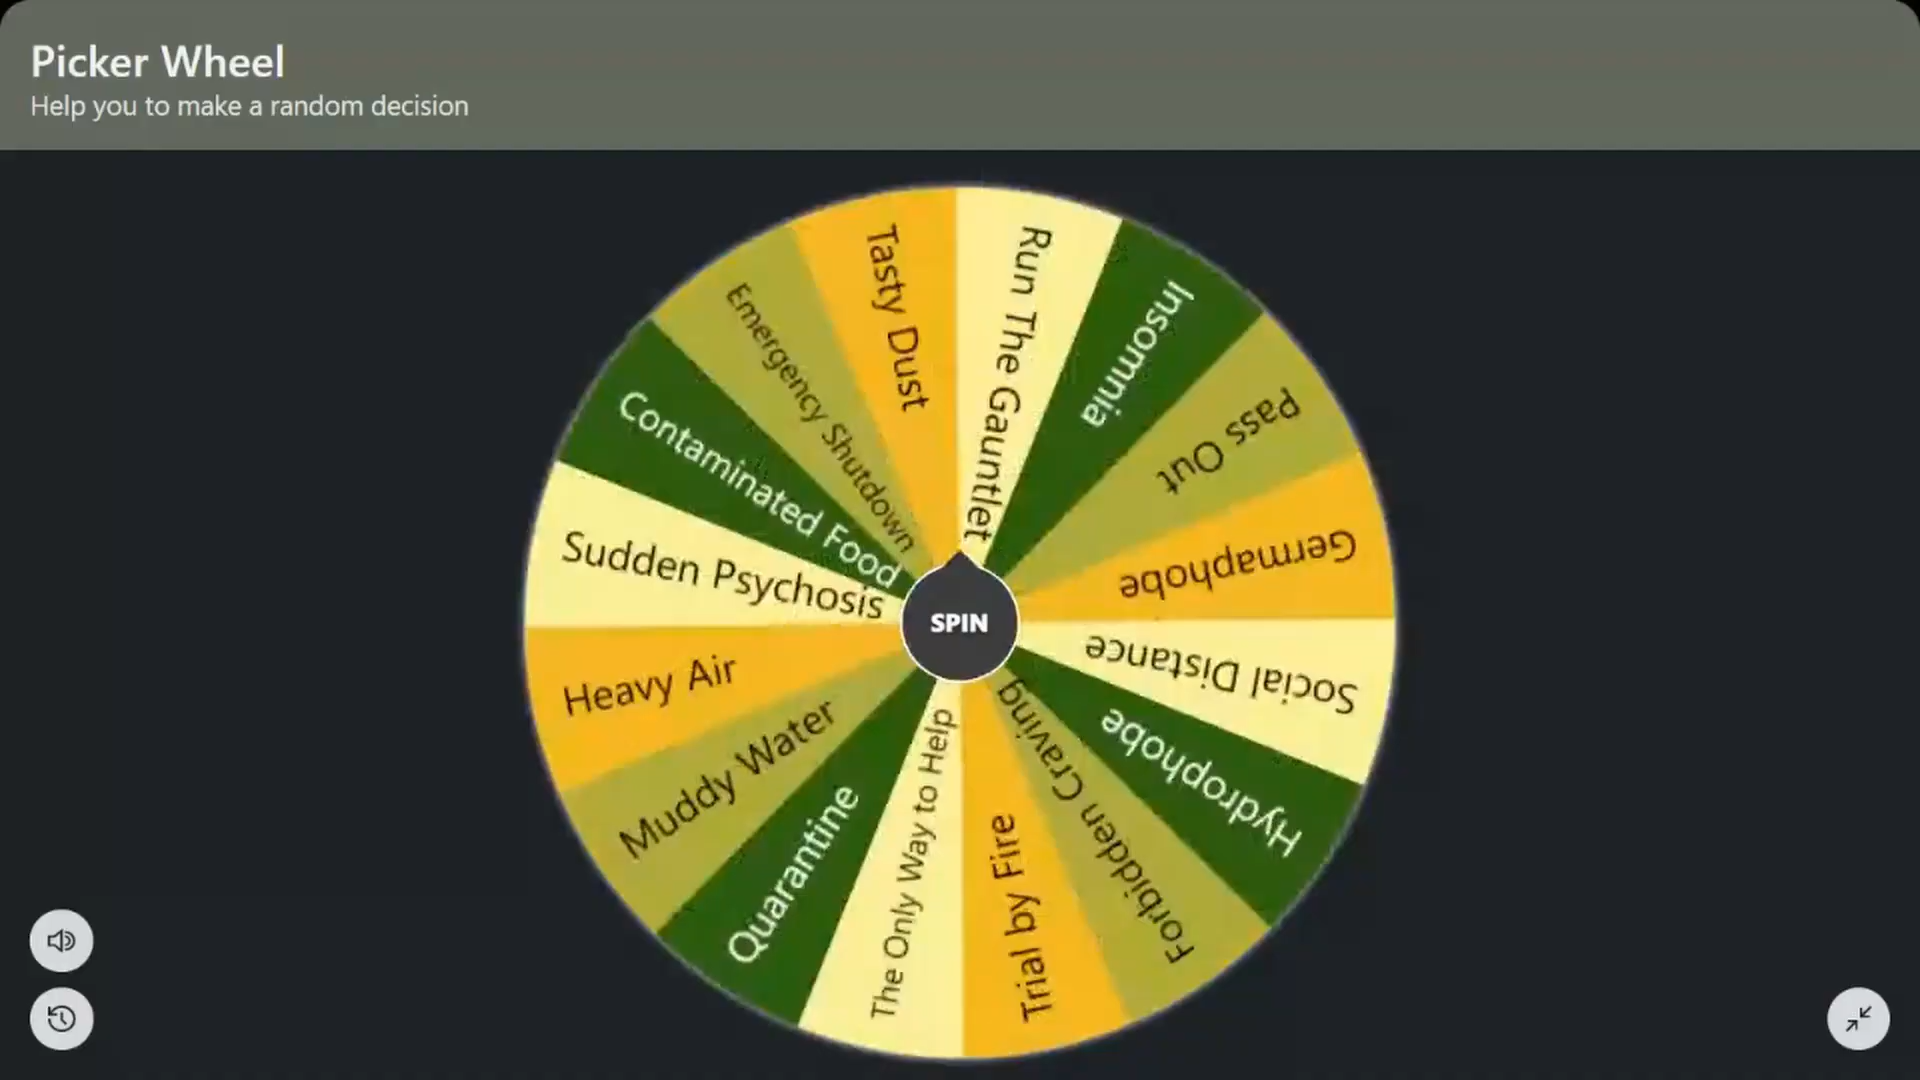 Picker Wheel
Help you to make a random decision
Run The Gauntlet
Insomnia
Pass Out
Germaphobe
Social Distance
Hydrophobe
Forbidden Craving
Trial by Fire
The Only Way to Help
Quarantine
Muddy Water
Heavy Air
Sudden Psychosis
Contaminated Food
Emergency Shutdown
Tasty Dust
SPIN